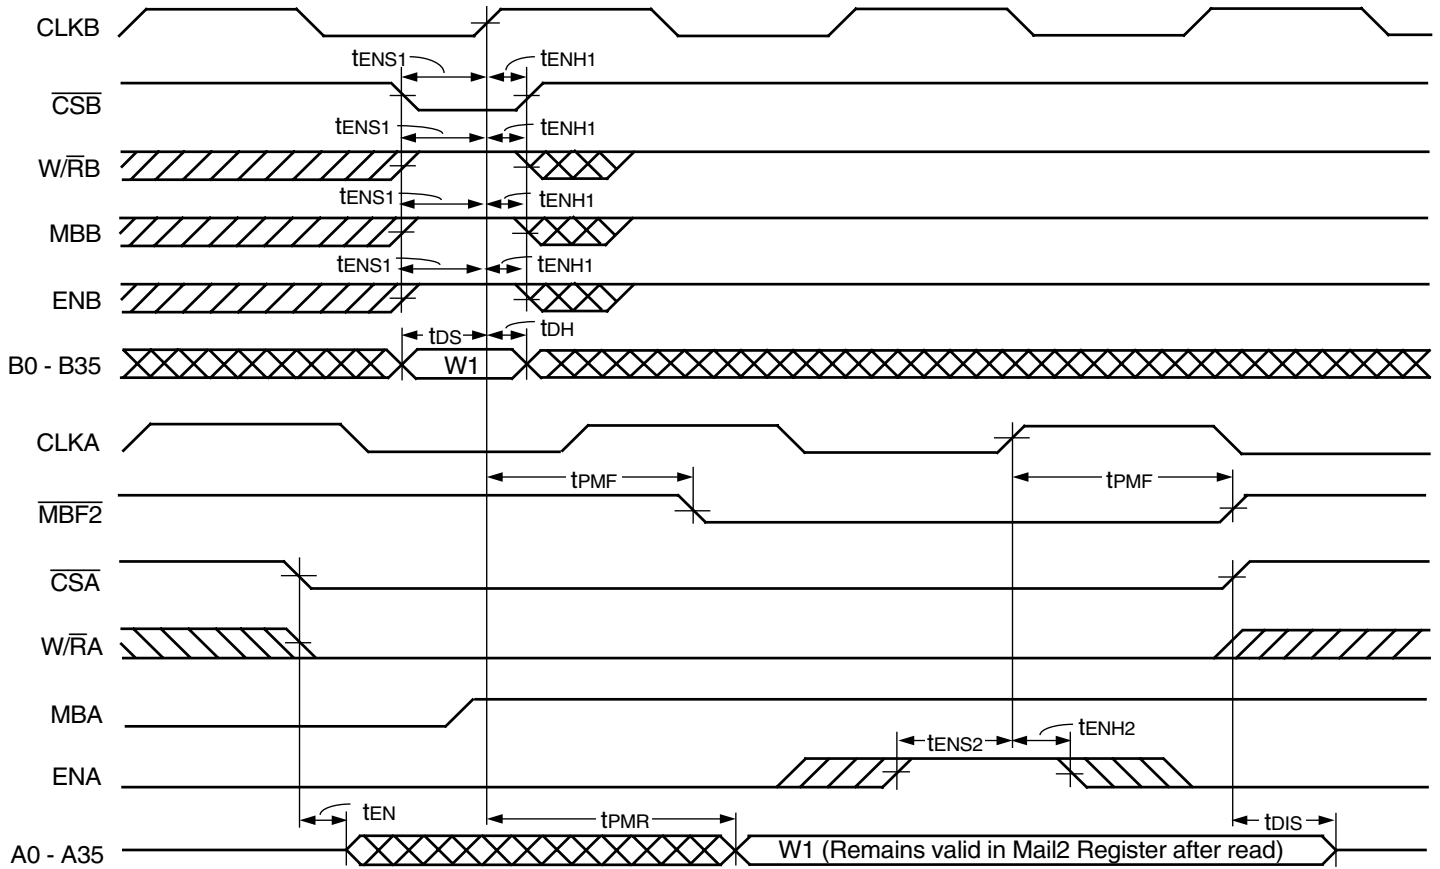 CLKB
tENS1 tENH1
CSB
tENS1 tENH1
W/RB
tENS1 tENH1
MBB
tENS1 tENH1
ENB
tDS tDH
B0 - B35 W1
CLKA
tPMF tPMF
MBF2
CSA
W/RA
MBA
tENS2 tENH2
ENA
tEN tPMR tDIS
A0 - A35 W1 (Remains valid in Mail2 Register after read)